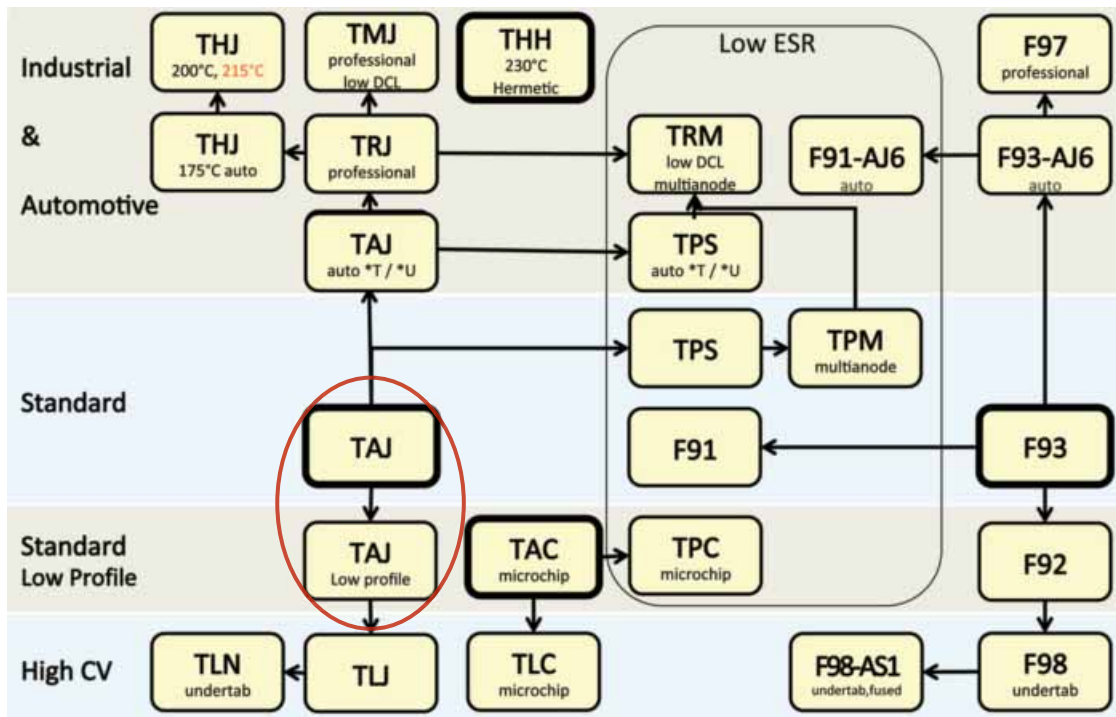 Industrial
&
Automotive
THJ
200°C, 215°C
TMJ
professional
low DCL
THH
230°C
Hermetic
Low ESR
F97
professional
THJ
175°C auto
TRJ
professional
TRM
low DCL
multianode
F91-AJ6
auto
F93-AJ6
auto
TAJ
auto *T / *U
TPS
auto *T / *U
Standard
TPS
TPM
multianode
TAJ
F91
F93
Standard
Low Profile
TAJ
Low profile
TAC
microchip
TPC
microchip
F92
High CV
TLN
undertab
TLJ
TLC
microchip
F98-AS1
undertab,fused
F98
undertab